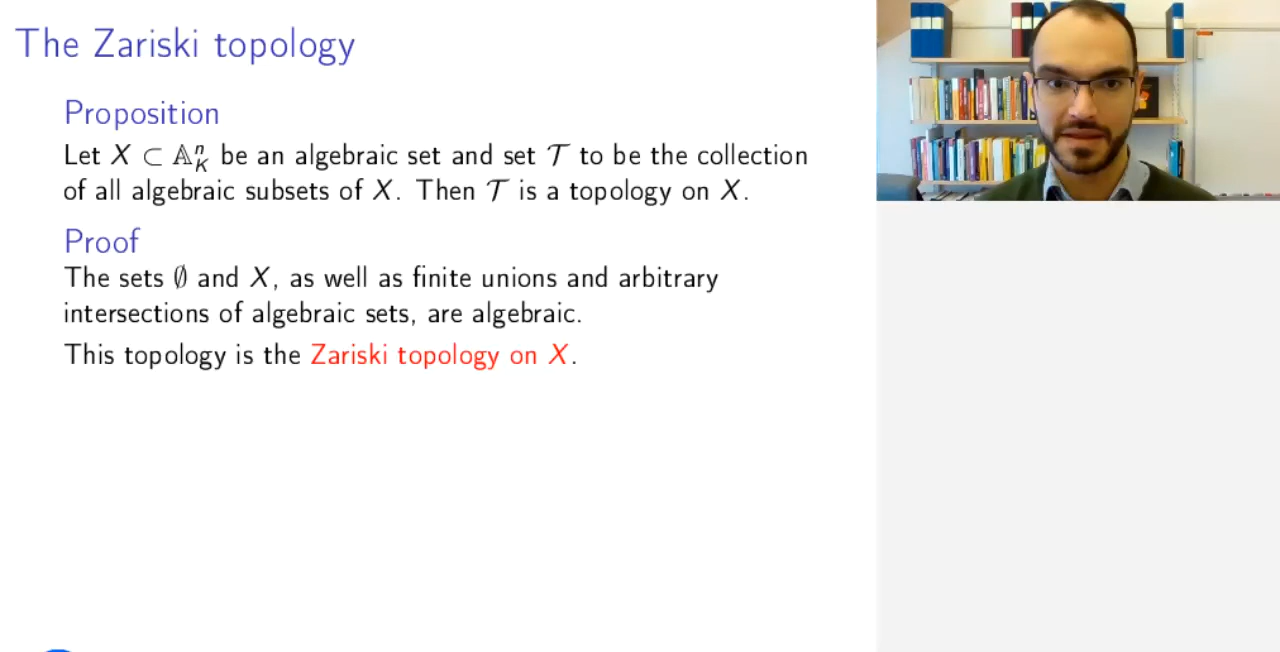 The Zariski topology
Proposition
Let X ⊂ 𝔸ⁿ_K be an algebraic set and set 𝒯 to be the collection
of all algebraic subsets of X. Then 𝒯 is a topology on X.
Proof
The sets ∅ and X, as well as finite unions and arbitrary
intersections of algebraic sets, are algebraic.
This topology is the Zariski topology on X.